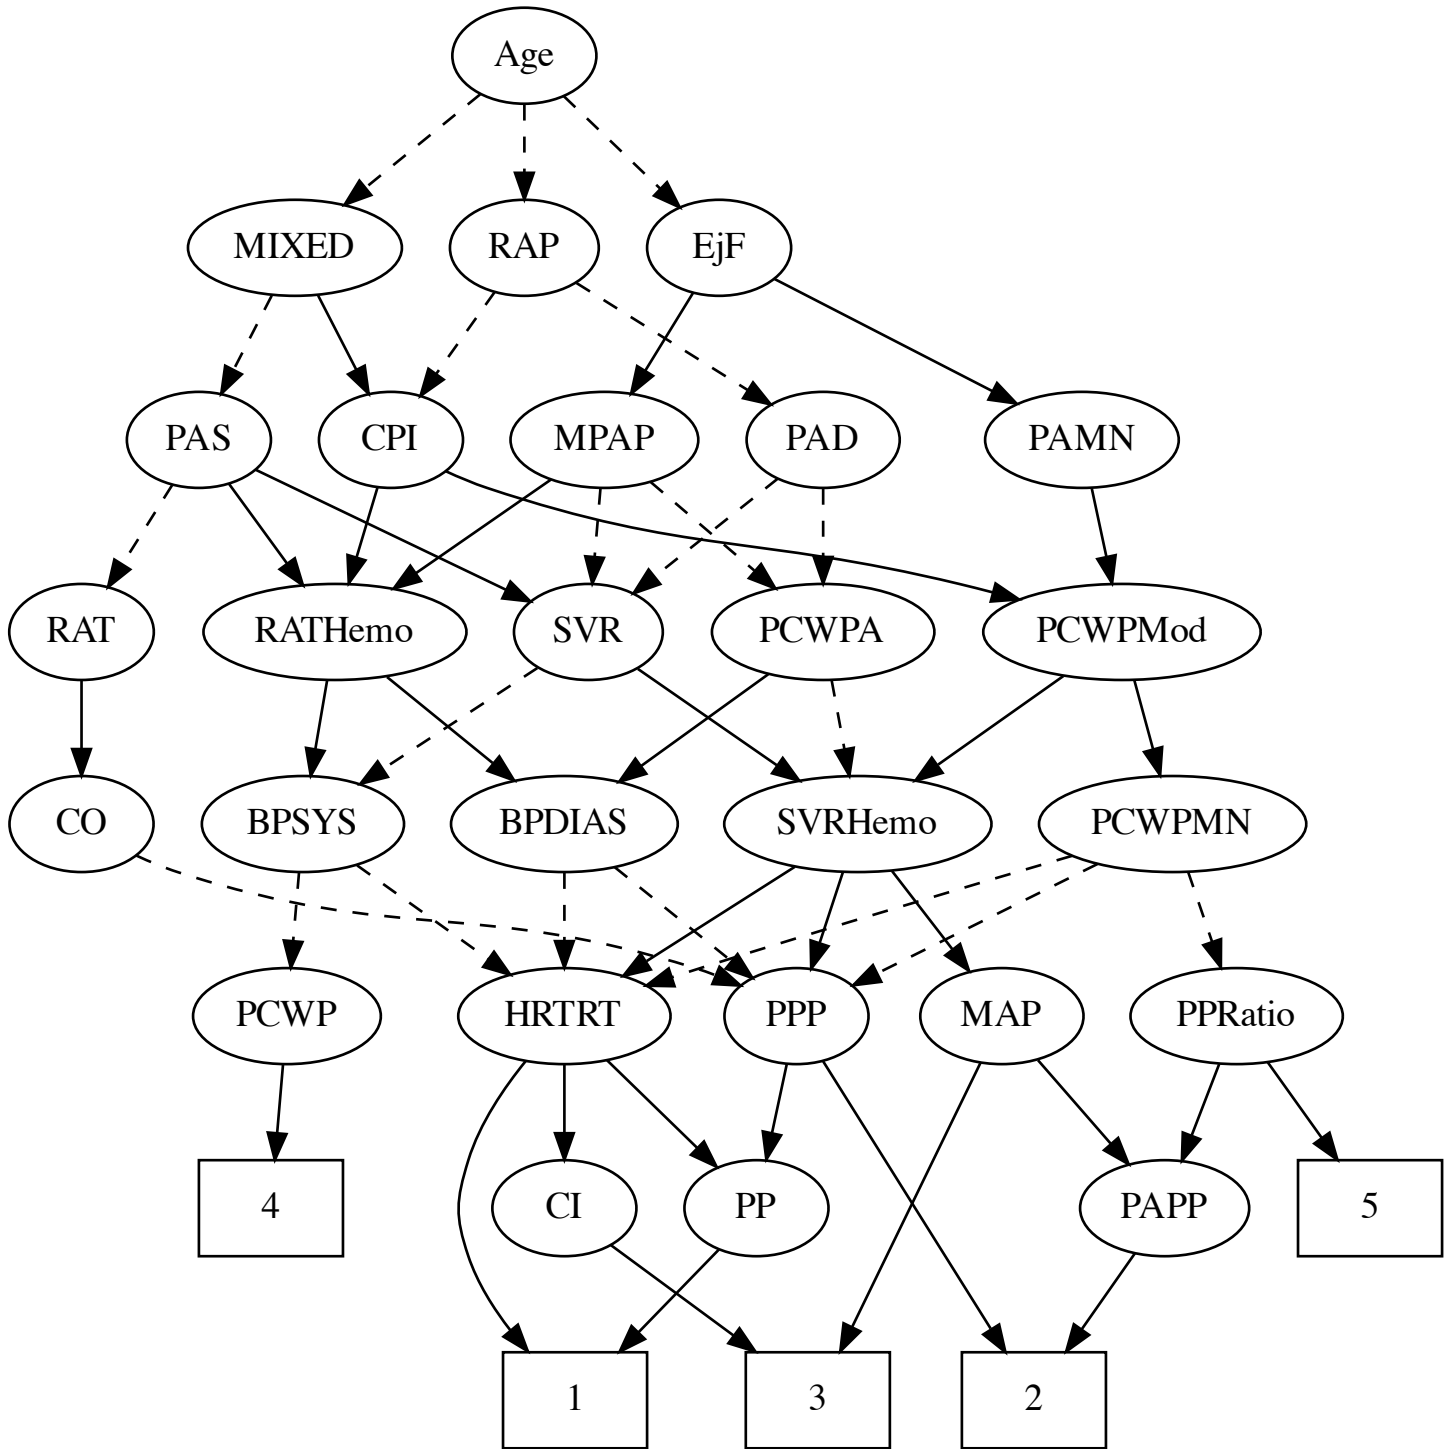 Age
MIXED
RAP
EjF
PAS
CPI
MPAP
PAD
PAMN
RAT
RATHemo
SVR
PCWPA
PCWPMod
CO
BPSYS
BPDIAS
SVRHemo
PCWPMN
PCWP
HRTRT
PPP
MAP
PPRatio
4
CI
PP
PAPP
5
1
3
2